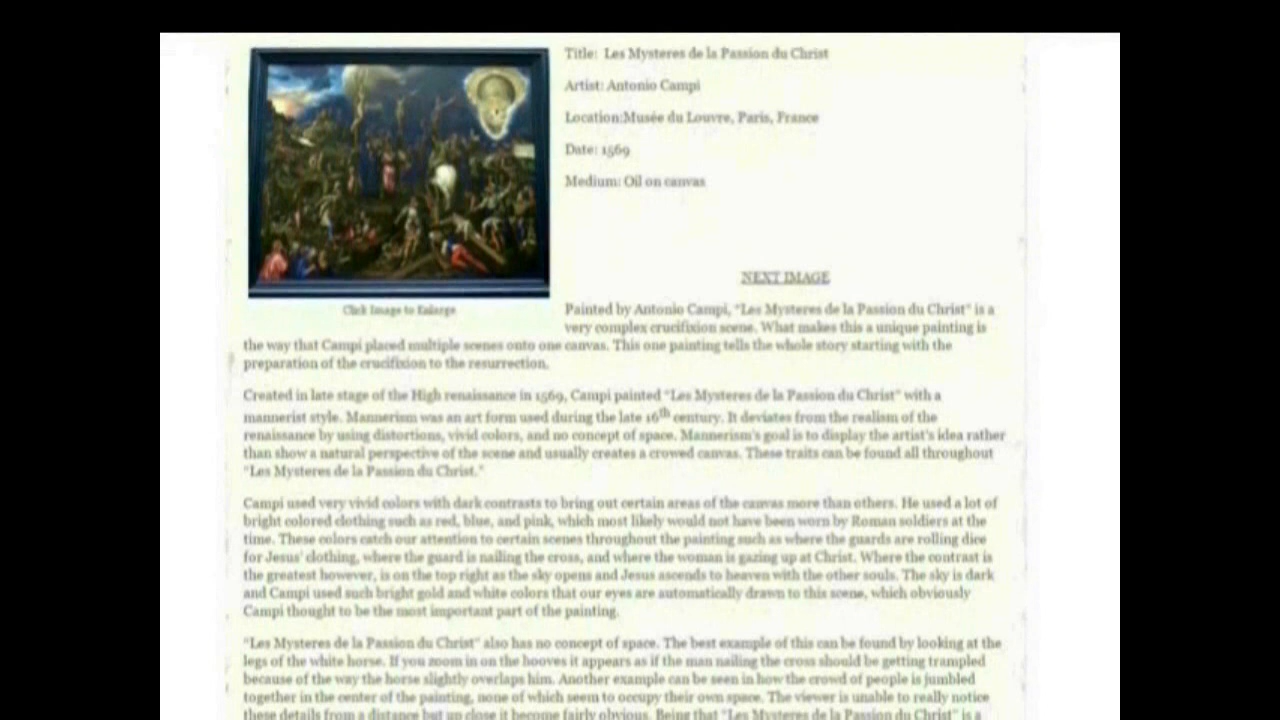 Title: Les Mysteres de la Passion du Christ
Artist: Antonio Campi
Location:Musée du Louvre, Paris, France
Date: 1569
Medium: Oil on canvas
NEXT IMAGE
Click Image to Enlarge
Painted by Antonio Campi, "Les Mysteres de la Passion du Christ" is a
very complex crucifixion scene. What makes this a unique painting is
the way that Campi placed multiple scenes onto one canvas. This one painting tells the whole story starting with the
preparation of the crucifixion to the resurrection.
Created in late stage of the High renaissance in 1569, Campi painted "Les Mysteres de la Passion du Christ" with a
mannerist style. Mannerism was an art form used during the late 16th century. It deviates from the realism of the
renaissance by using distortions, vivid colors, and no concept of space. Mannerism's goal is to display the artist's idea rather
than show a natural perspective of the scene and usually creates a crowed canvas. These traits can be found all throughout
"Les Mysteres de la Passion du Christ."
Campi used very vivid colors with dark contrasts to bring out certain areas of the canvas more than others. He used a lot of
bright colored clothing such as red, blue, and pink, which most likely would not have been worn by Roman soldiers at the
time. These colors catch our attention to certain scenes throughout the painting such as where the guards are rolling dice
for Jesus' clothing, where the guard is nailing the cross, and where the woman is gazing up at Christ. Where the contrast is
the greatest however, is on the top right as the sky opens and Jesus ascends to heaven with the other souls. The sky is dark
and Campi used such bright gold and white colors that our eyes are automatically drawn to this scene, which obviously
Campi thought to be the most important part of the painting.
"Les Mysteres de la Passion du Christ" also has no concept of space. The best example of this can be found by looking at the
legs of the white horse. If you zoom in on the hooves it appears as if the man nailing the cross should be getting trampled
because of the way the horse slightly overlaps him. Another example can be seen in how the crowd of people is jumbled
together in the center of the painting, none of which seem to occupy their own space. The viewer is unable to really notice
these details from a distance but up close it become fairly obvious. Being that "Les Mysteres de la Passion du Christ" is a